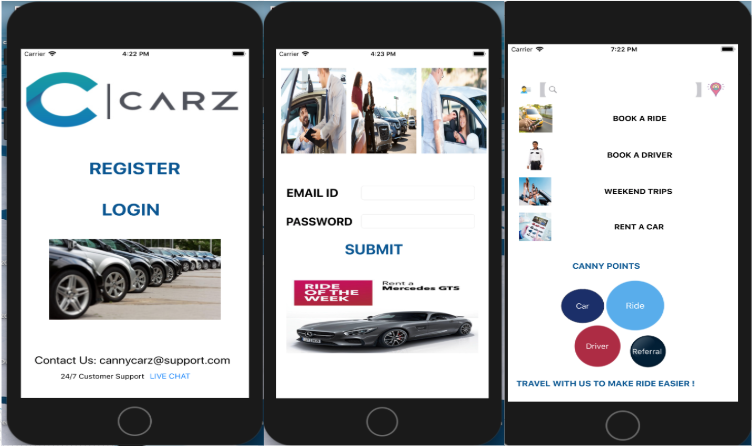 Carrier 4:22 PM
C CARZ
REGISTER
LOGIN
Contact Us: cannycarz@support.com
24/7 Customer Support LIVE CHAT
Carrier 4:23 PM
EMAIL ID
PASSWORD
SUBMIT
RIDE
OF THE
WEEK
Rent a
Mercedes GTS
Carrier 7:22 PM
BOOK A RIDE
BOOK A DRIVER
WEEKEND TRIPS
RENT A CAR
CANNY POINTS
Car
Ride
Driver
Referral
TRAVEL WITH US TO MAKE RIDE EASIER !